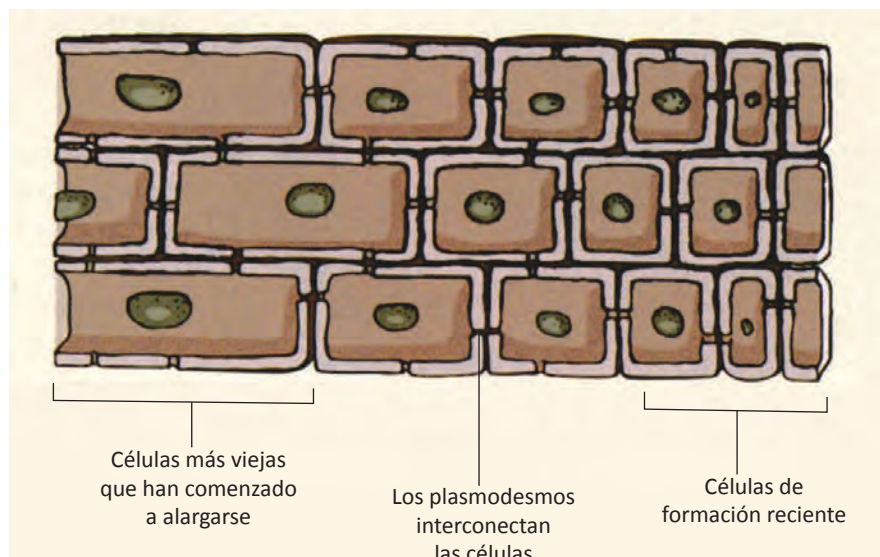 Células más viejas
que han comenzado
a alargarse
Los plasmodesmos
interconectan
las células
Células de
formación reciente